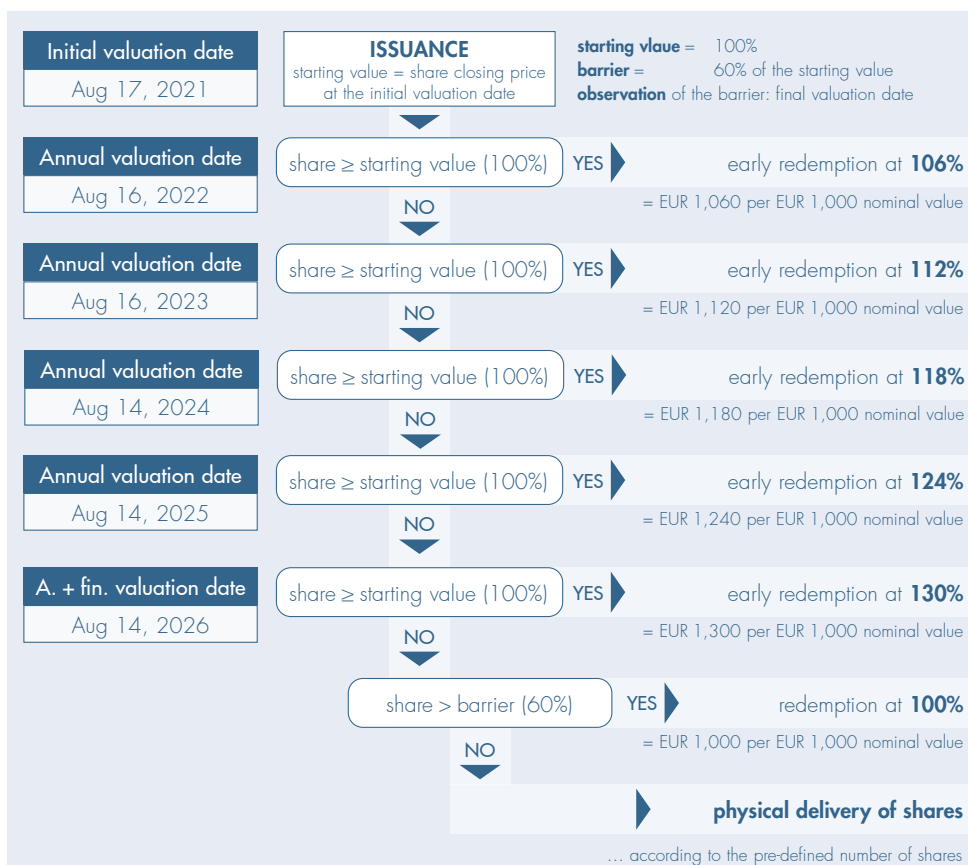 Initial valuation date
Aug 17, 2021
ISSUANCE
starting value = share closing price
at the initial valuation date
starting vlaue = 100%
barrier = 60% of the starting value
observation of the barrier: final valuation date
Annual valuation date
Aug 16, 2022
share ≥ starting value (100%)
YES
early redemption at 106%
= EUR 1,060 per EUR 1,000 nominal value
NO
Annual valuation date
Aug 16, 2023
share ≥ starting value (100%)
YES
early redemption at 112%
= EUR 1,120 per EUR 1,000 nominal value
NO
Annual valuation date
Aug 14, 2024
share ≥ starting value (100%)
YES
early redemption at 118%
= EUR 1,180 per EUR 1,000 nominal value
NO
Annual valuation date
Aug 14, 2025
share ≥ starting value (100%)
YES
early redemption at 124%
= EUR 1,240 per EUR 1,000 nominal value
NO
A. + fin. valuation date
Aug 14, 2026
share ≥ starting value (100%)
YES
early redemption at 130%
= EUR 1,300 per EUR 1,000 nominal value
NO
share > barrier (60%)
YES
redemption at 100%
= EUR 1,000 per EUR 1,000 nominal value
NO
physical delivery of shares
... according to the pre-defined number of shares